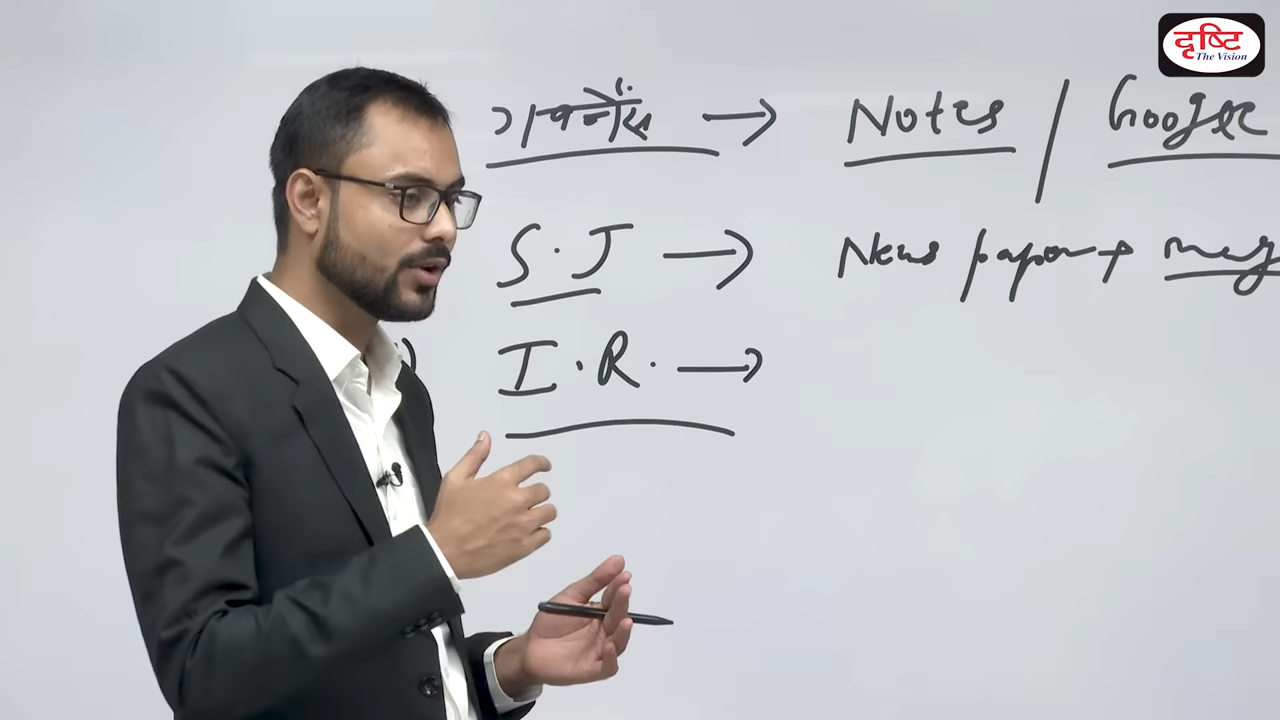 दृष्टि
The Vision
गवर्नेंस → Notes / Google
S.J → News paper + mag
I.R. →